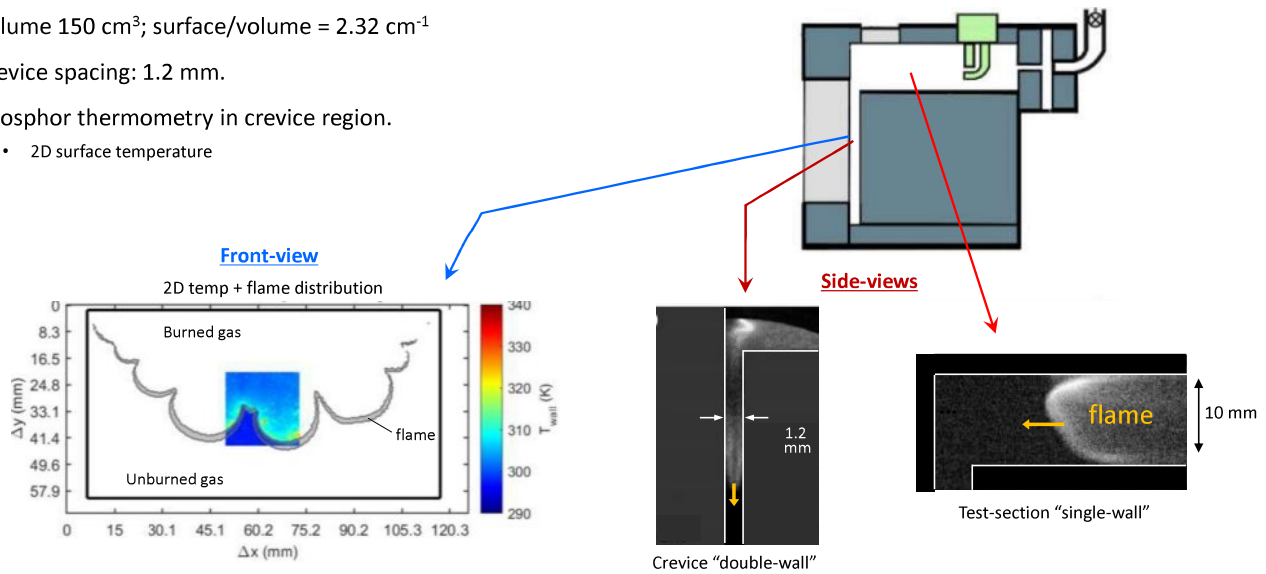 lume 150 cm³; surface/volume = 2.32 cm⁻¹
evice spacing: 1.2 mm.
osphor thermometry in crevice region.
• 2D surface temperature
Front-view
2D temp + flame distribution
Side-views
0
8.3
16.5
24.8
33.1
41.4
49.6
57.9
Δy (mm)
Burned gas
flame
Unburned gas
0 15 30.1 45.1 60.2 75.2 90.2 105.3 120.3
Δx (mm)
340
330
320
310
300
290
T wall (K)
1.2
mm
Crevice “double-wall”
flame
10 mm
Test-section “single-wall”